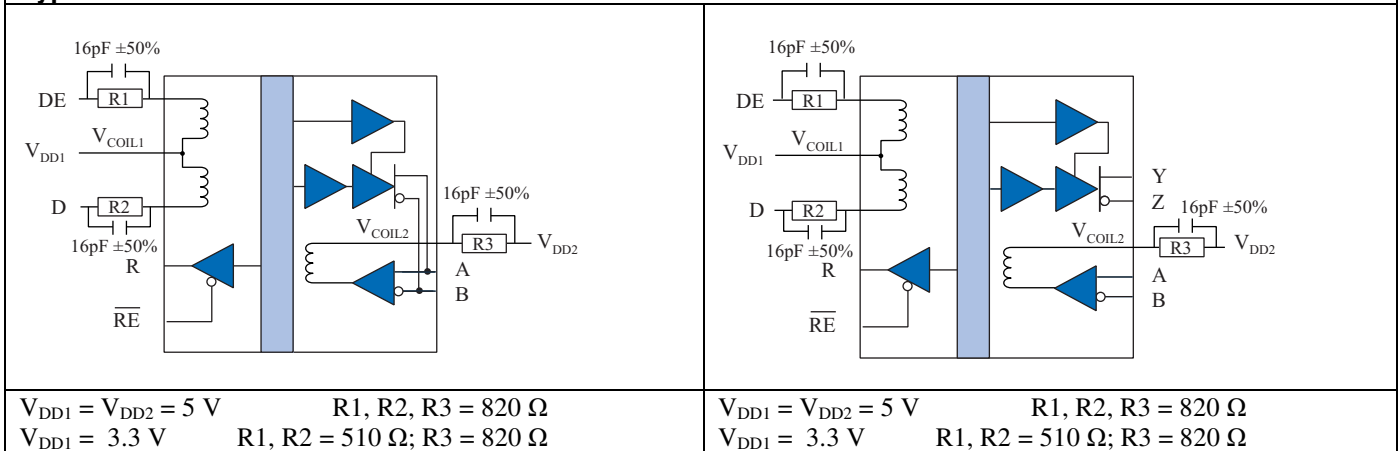 16pF ±50%
DE
R1
V_COIL1
V_DD1
D
R2
16pF ±50%
R
RE
V_COIL2
16pF ±50%
R3
V_DD2
A
B
V_DD1 = V_DD2 = 5 V R1, R2, R3 = 820 Ω
V_DD1 = 3.3 V R1, R2 = 510 Ω; R3 = 820 Ω
16pF ±50%
DE
R1
V_COIL1
V_DD1
D
R2
16pF ±50%
R
RE
Y
Z
16pF ±50%
V_COIL2
R3
V_DD2
A
B
V_DD1 = V_DD2 = 5 V R1, R2, R3 = 820 Ω
V_DD1 = 3.3 V R1, R2 = 510 Ω; R3 = 820 Ω